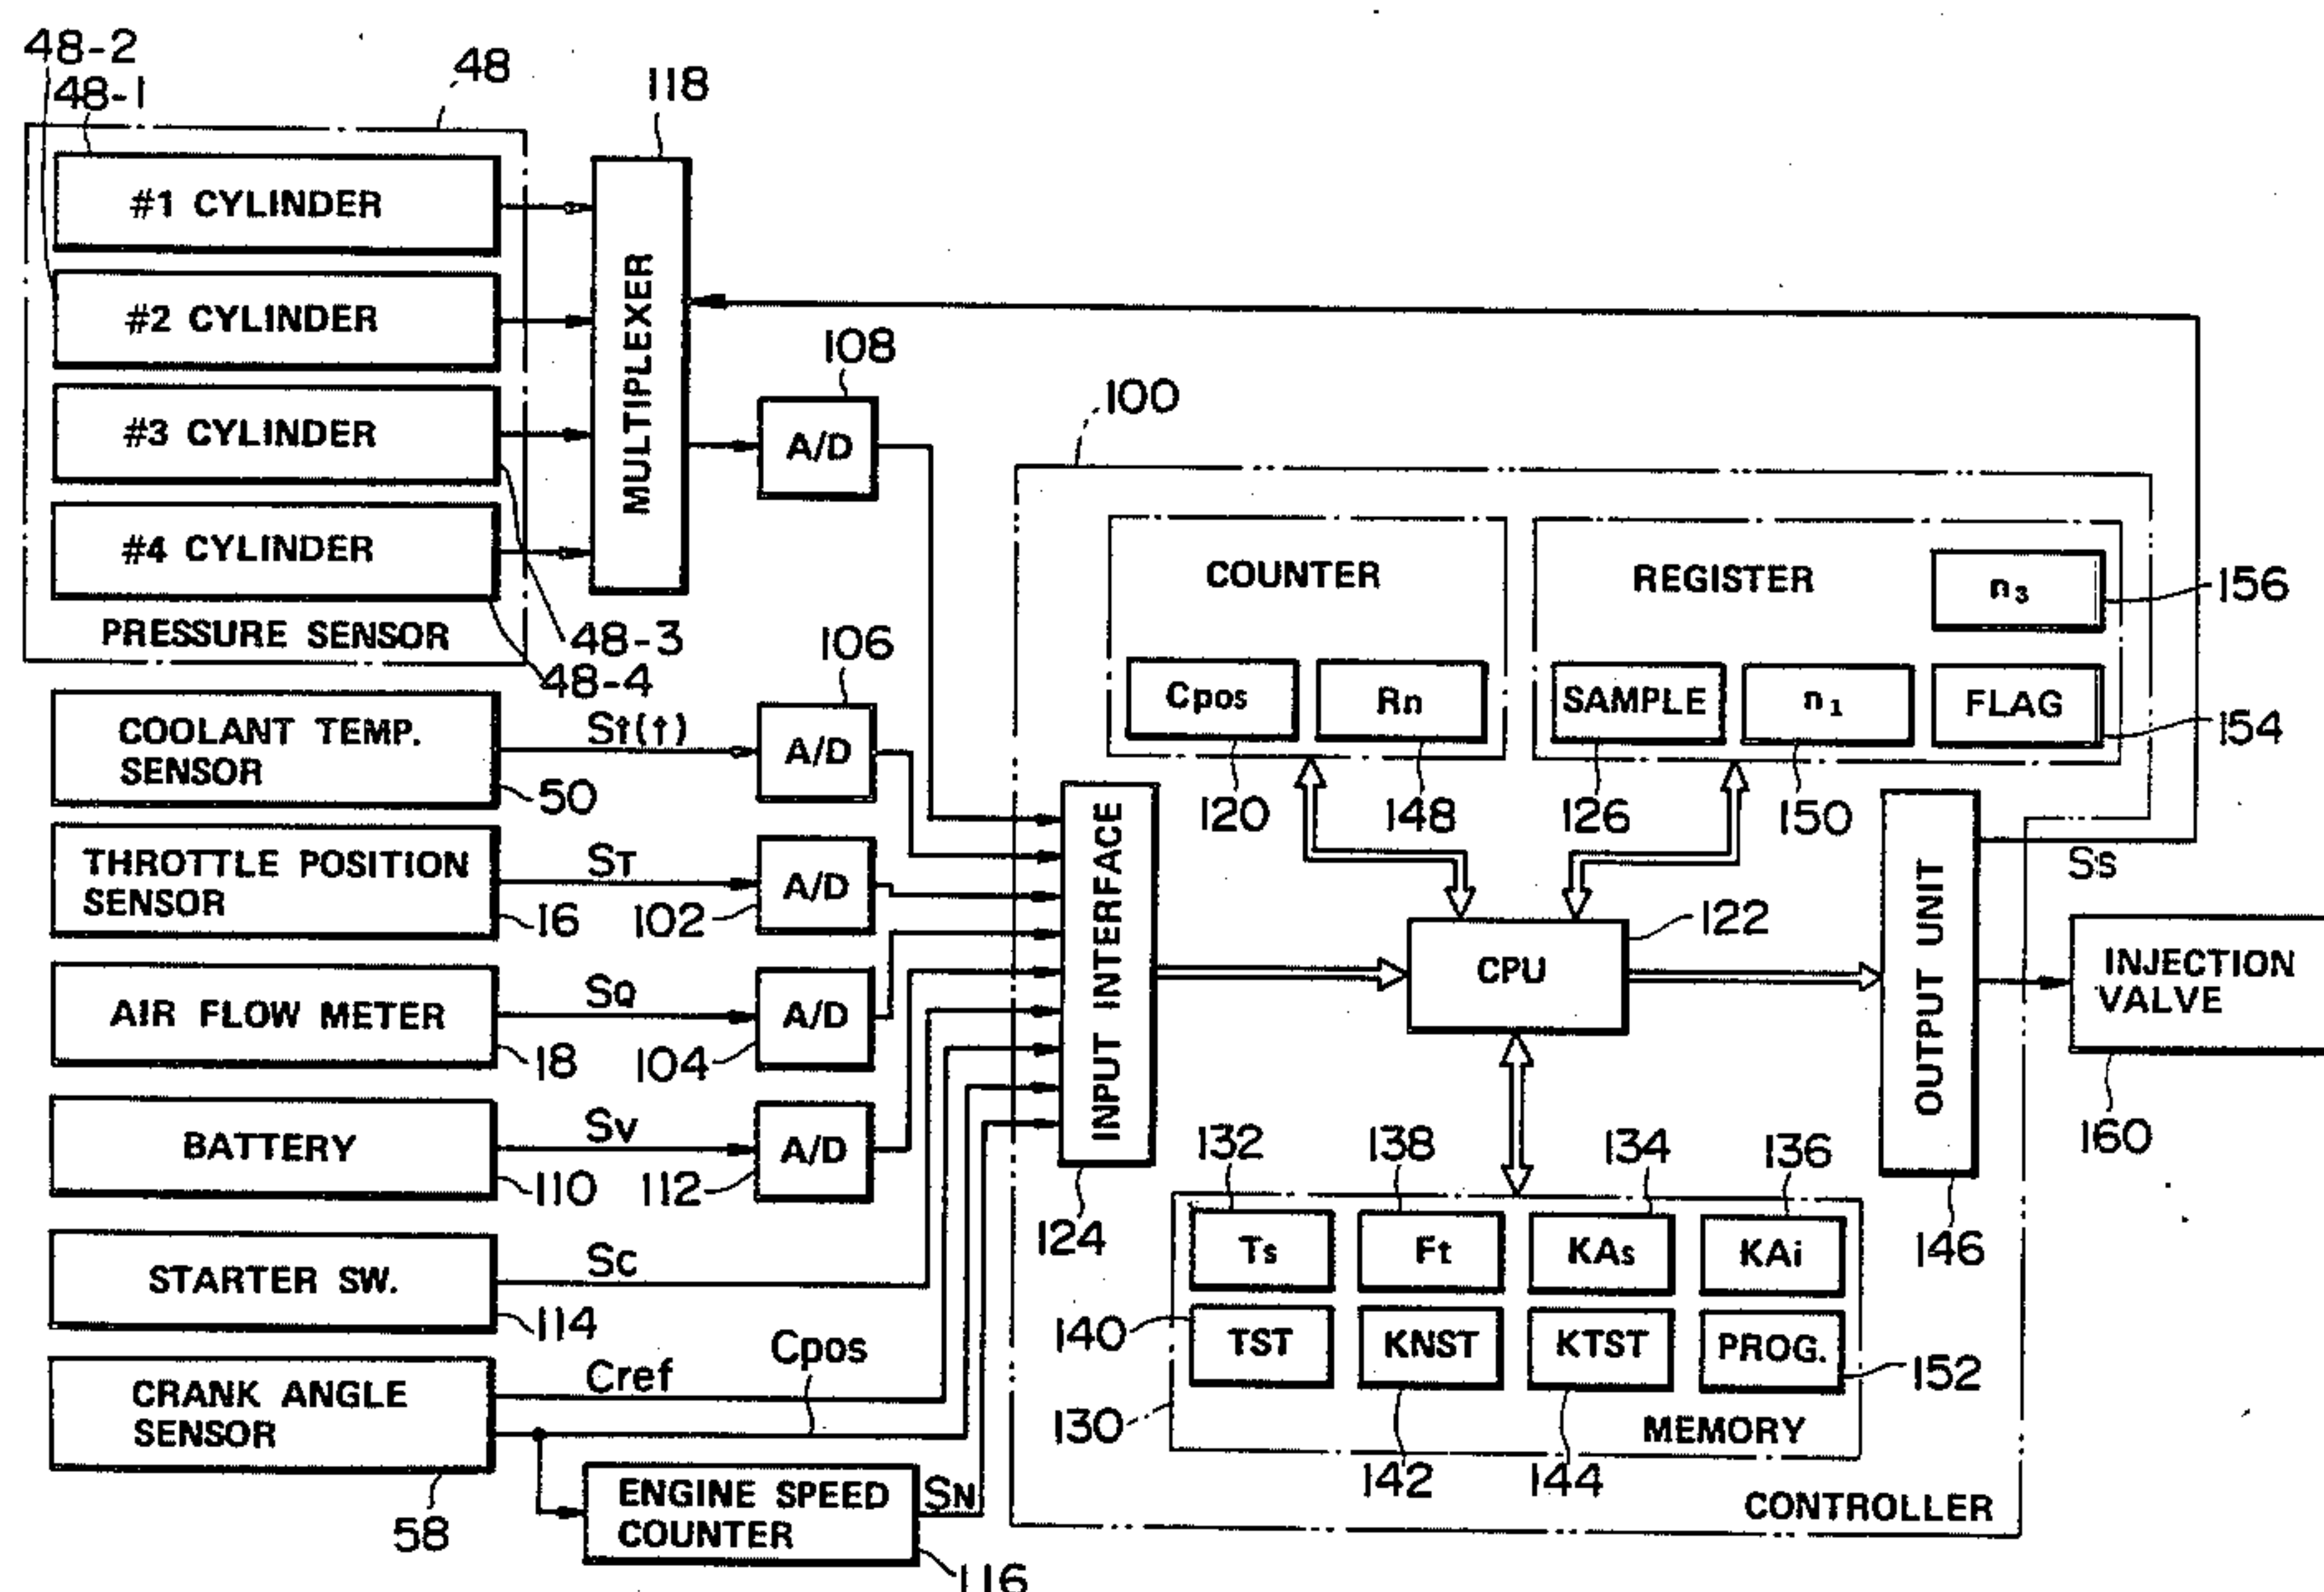 48-2
48-1
48
118
#1 CYLINDER
#2 CYLINDER
#3 CYLINDER
#4 CYLINDER
PRESSURE SENSOR
48-3
48-4
MULTIPLEXER
108
A/D
100
COUNTER
Cpos
Rn
120
148
REGISTER
n3
156
SAMPLE
n1
FLAG
154
126
150
COOLANT TEMP.
SENSOR
50
St(t)
106
A/D
THROTTLE POSITION
SENSOR
16
ST
102
A/D
AIR FLOW METER
18
SQ
104
A/D
BATTERY
110
SV
112
A/D
STARTER SW.
114
SC
CRANK ANGLE
SENSOR
58
Cref
Cpos
ENGINE SPEED
COUNTER
116
SN
INPUT INTERFACE
124
CPU
122
OUTPUT UNIT
146
SS
INJECTION
VALVE
160
132
138
134
136
Ts
Ft
KAs
KAi
140
TST
KNST
KTST
PROG.
152
130
142
144
MEMORY
CONTROLLER